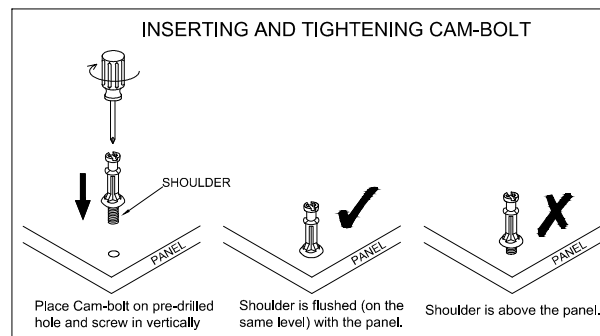 INSERTING AND TIGHTENING CAM-BOLT
SHOULDER
PANEL
Place Cam-bolt on pre-drilled
hole and screw in vertically
PANEL
Shoulder is flushed (on the
same level) with the panel.
PANEL
Shoulder is above the panel.